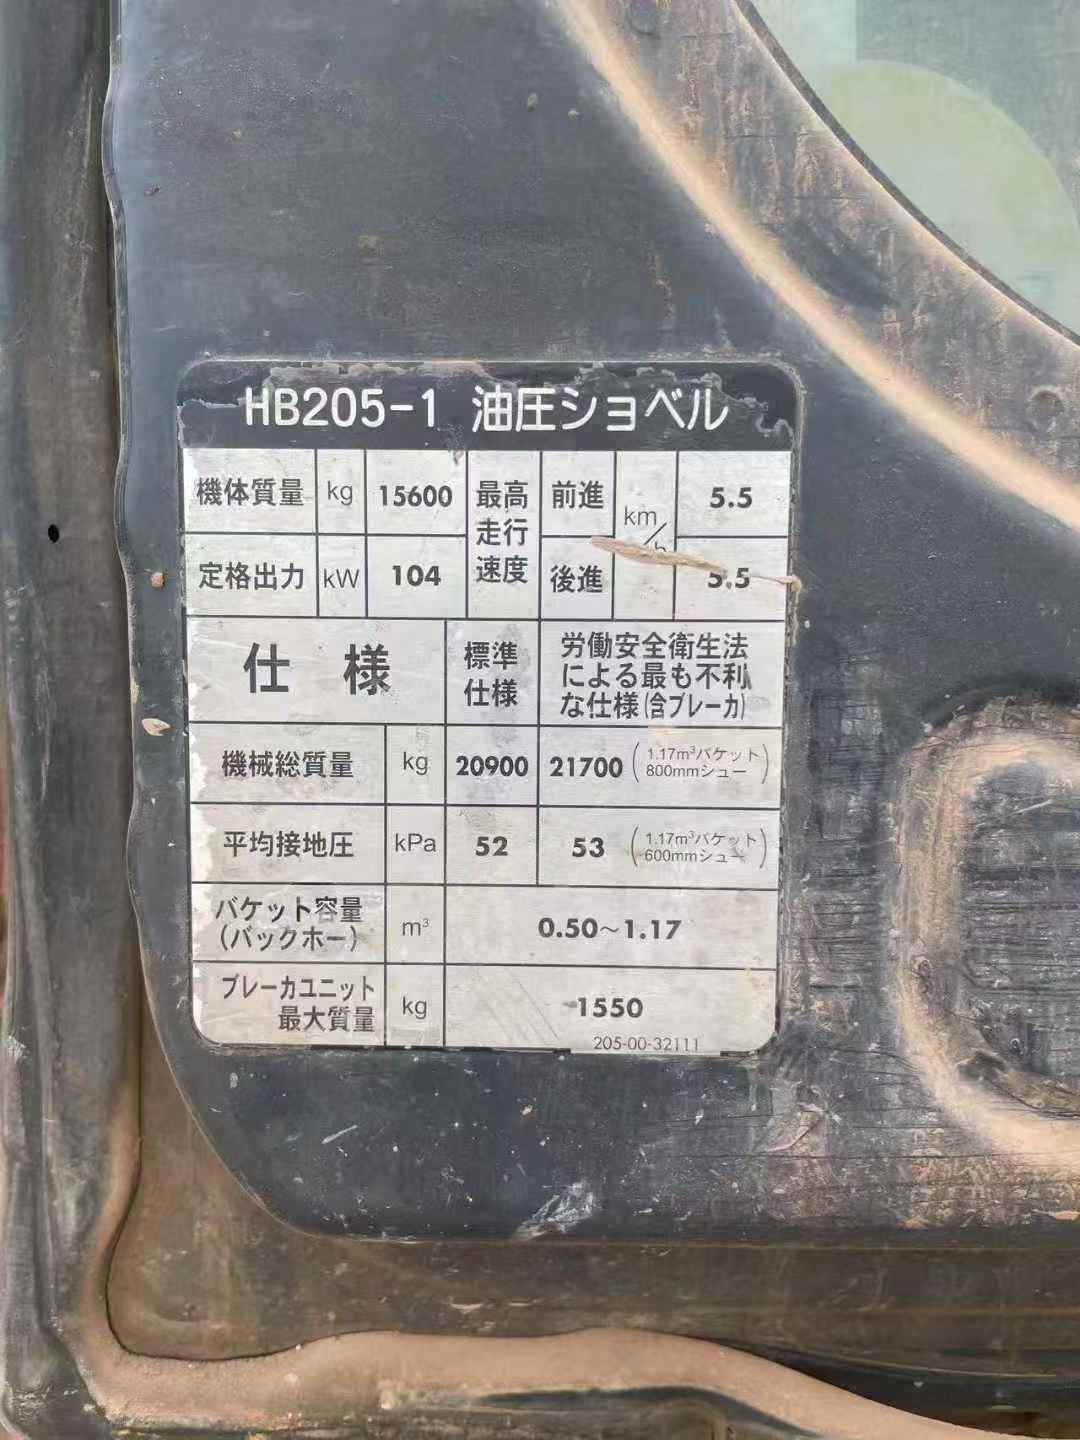 HB205-1 油圧ショベル
機体質量 kg 15600 最高走行速度 前進 km/h 5.5
定格出力 kW 104 後進 5.5
仕様 標準仕様 労働安全衛生法
による最も不利
な仕様(含ブレーカ)
機械総質量 kg 20900 21700 (1.17m³バケット
800mmシュー)
平均接地圧 kPa 52 53 (1.17m³バケット
600mmシュー)
バケット容量
(バックホー) m³ 0.50~1.17
ブレーカユニット
最大質量 kg 1550
205-00-32111